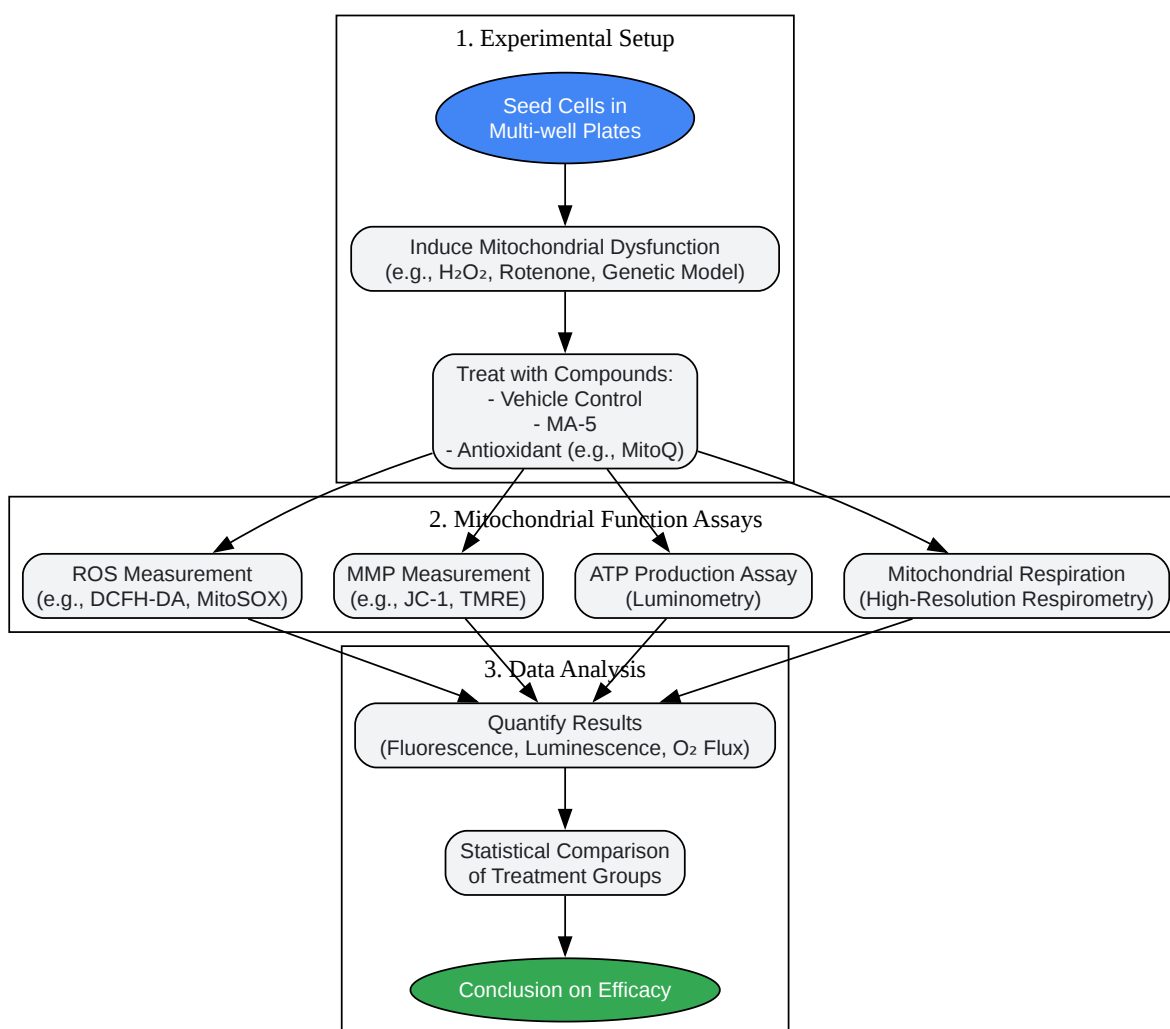 1. Experimental Setup
Seed Cells in
Multi-well Plates
Induce Mitochondrial Dysfunction
(e.g., H₂O₂, Rotenone, Genetic Model)
Treat with Compounds:
- Vehicle Control
- MA-5
- Antioxidant (e.g., MitoQ)
2. Mitochondrial Function Assays
ROS Measurement
(e.g., DCFH-DA, MitoSOX)
MMP Measurement
(e.g., JC-1, TMRE)
ATP Production Assay
(Luminometry)
Mitochondrial Respiration
(High-Resolution Respirometry)
3. Data Analysis
Quantify Results
(Fluorescence, Luminescence, O₂ Flux)
Statistical Comparison
of Treatment Groups
Conclusion on Efficacy